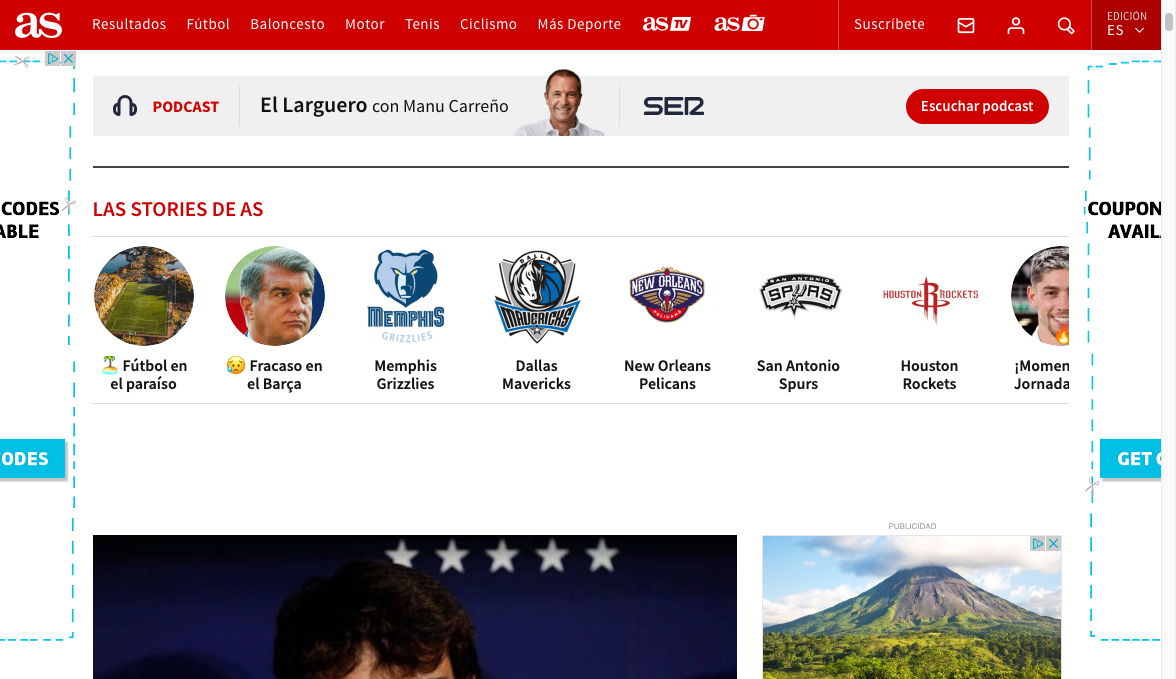 as
Resultados
Fútbol
Baloncesto
Motor
Tenis
Ciclismo
Más Deporte
as TV
as
Suscríbete
EDICIÓN
ES
PODCAST
El Larguero con Manu Carreño
SER
Escuchar podcast
CODES
ABLE
COUPON
AVAIL
LAS STORIES DE AS
DALLAS
MAVERICKS
MEMPHIS
GRIZZLIES
NEW ORLEANS
PELICANS
SAN ANTONIO
SPURS
HOUSTON ROCKETS
Fútbol en
el paraíso
Fracaso en
el Barça
Memphis
Grizzlies
Dallas
Mavericks
New Orleans
Pelicans
San Antonio
Spurs
Houston
Rockets
¡Momen
Jornada
ODES
GET
PUBLICIDAD